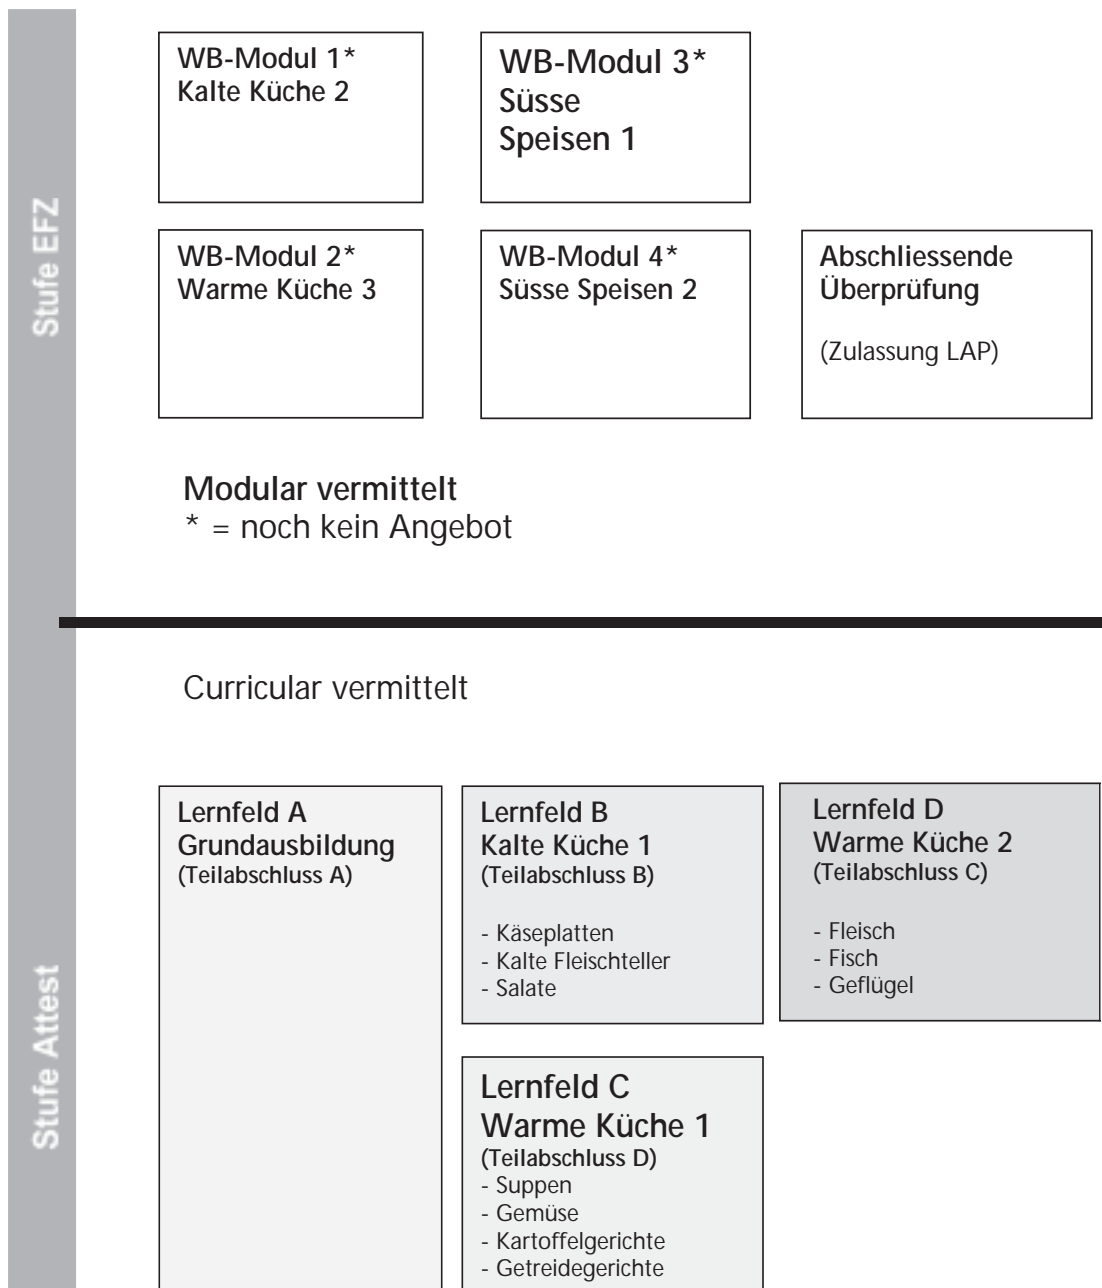 Stufe EFZ
WB-Modul 1*
Kalte Küche 2
WB-Modul 3*
Süsse
Speisen 1
WB-Modul 2*
Warme Küche 3
WB-Modul 4*
Süsse Speisen 2
Abschliessende
Überprüfung
(Zulassung LAP)
Modular vermittelt
* = noch kein Angebot
Stufe Attest
Curricular vermittelt
Lernfeld A
Grundausbildung
(Teilabschluss A)
Lernfeld B
Kalte Küche 1
(Teilabschluss B)
- Käseplatten
- Kalte Fleischteller
- Salate
Lernfeld D
Warme Küche 2
(Teilabschluss C)
- Fleisch
- Fisch
- Geflügel
Lernfeld C
Warme Küche 1
(Teilabschluss D)
- Suppen
- Gemüse
- Kartoffelgerichte
- Getreidegerichte